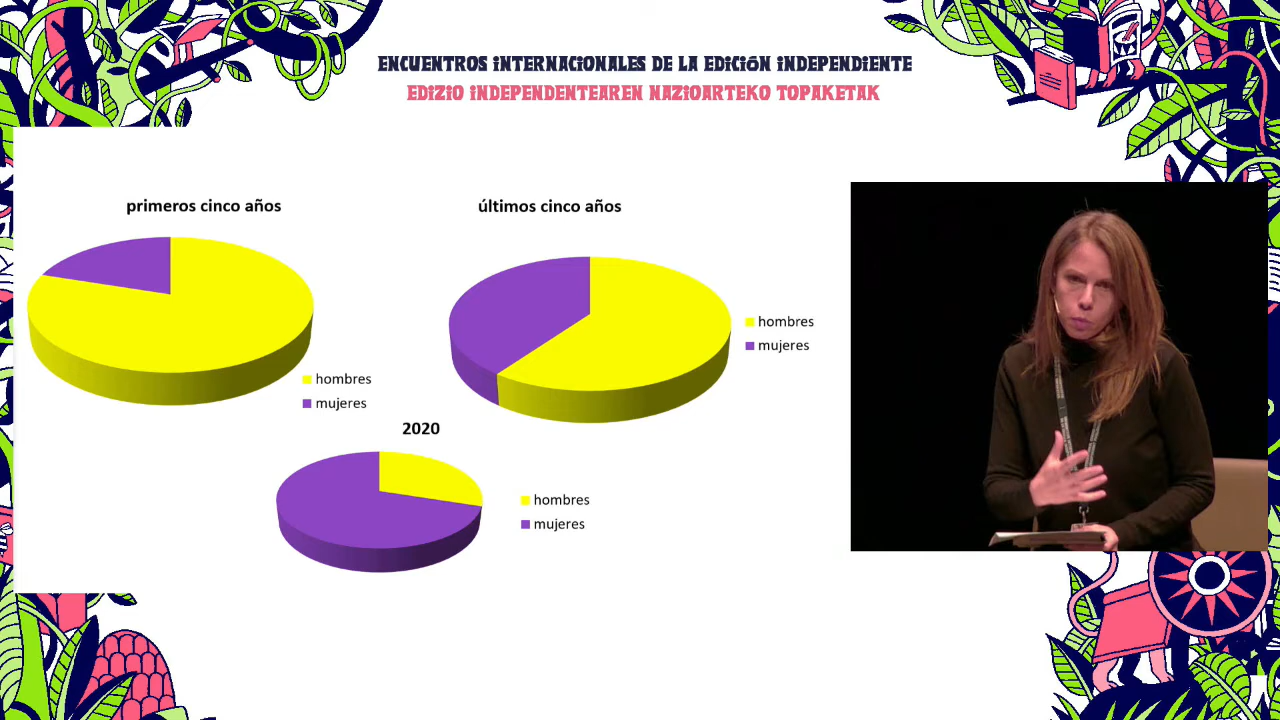 ENCUENTROS INTERNACIONALES DE LA EDICIÓN INDEPENDIENTE
EDIZIO INDEPENDENTEAREN NAZIOARTEKO TOPAKETAK
primeros cinco años
hombres
mujeres
últimos cinco años
hombres
mujeres
2020
hombres
mujeres